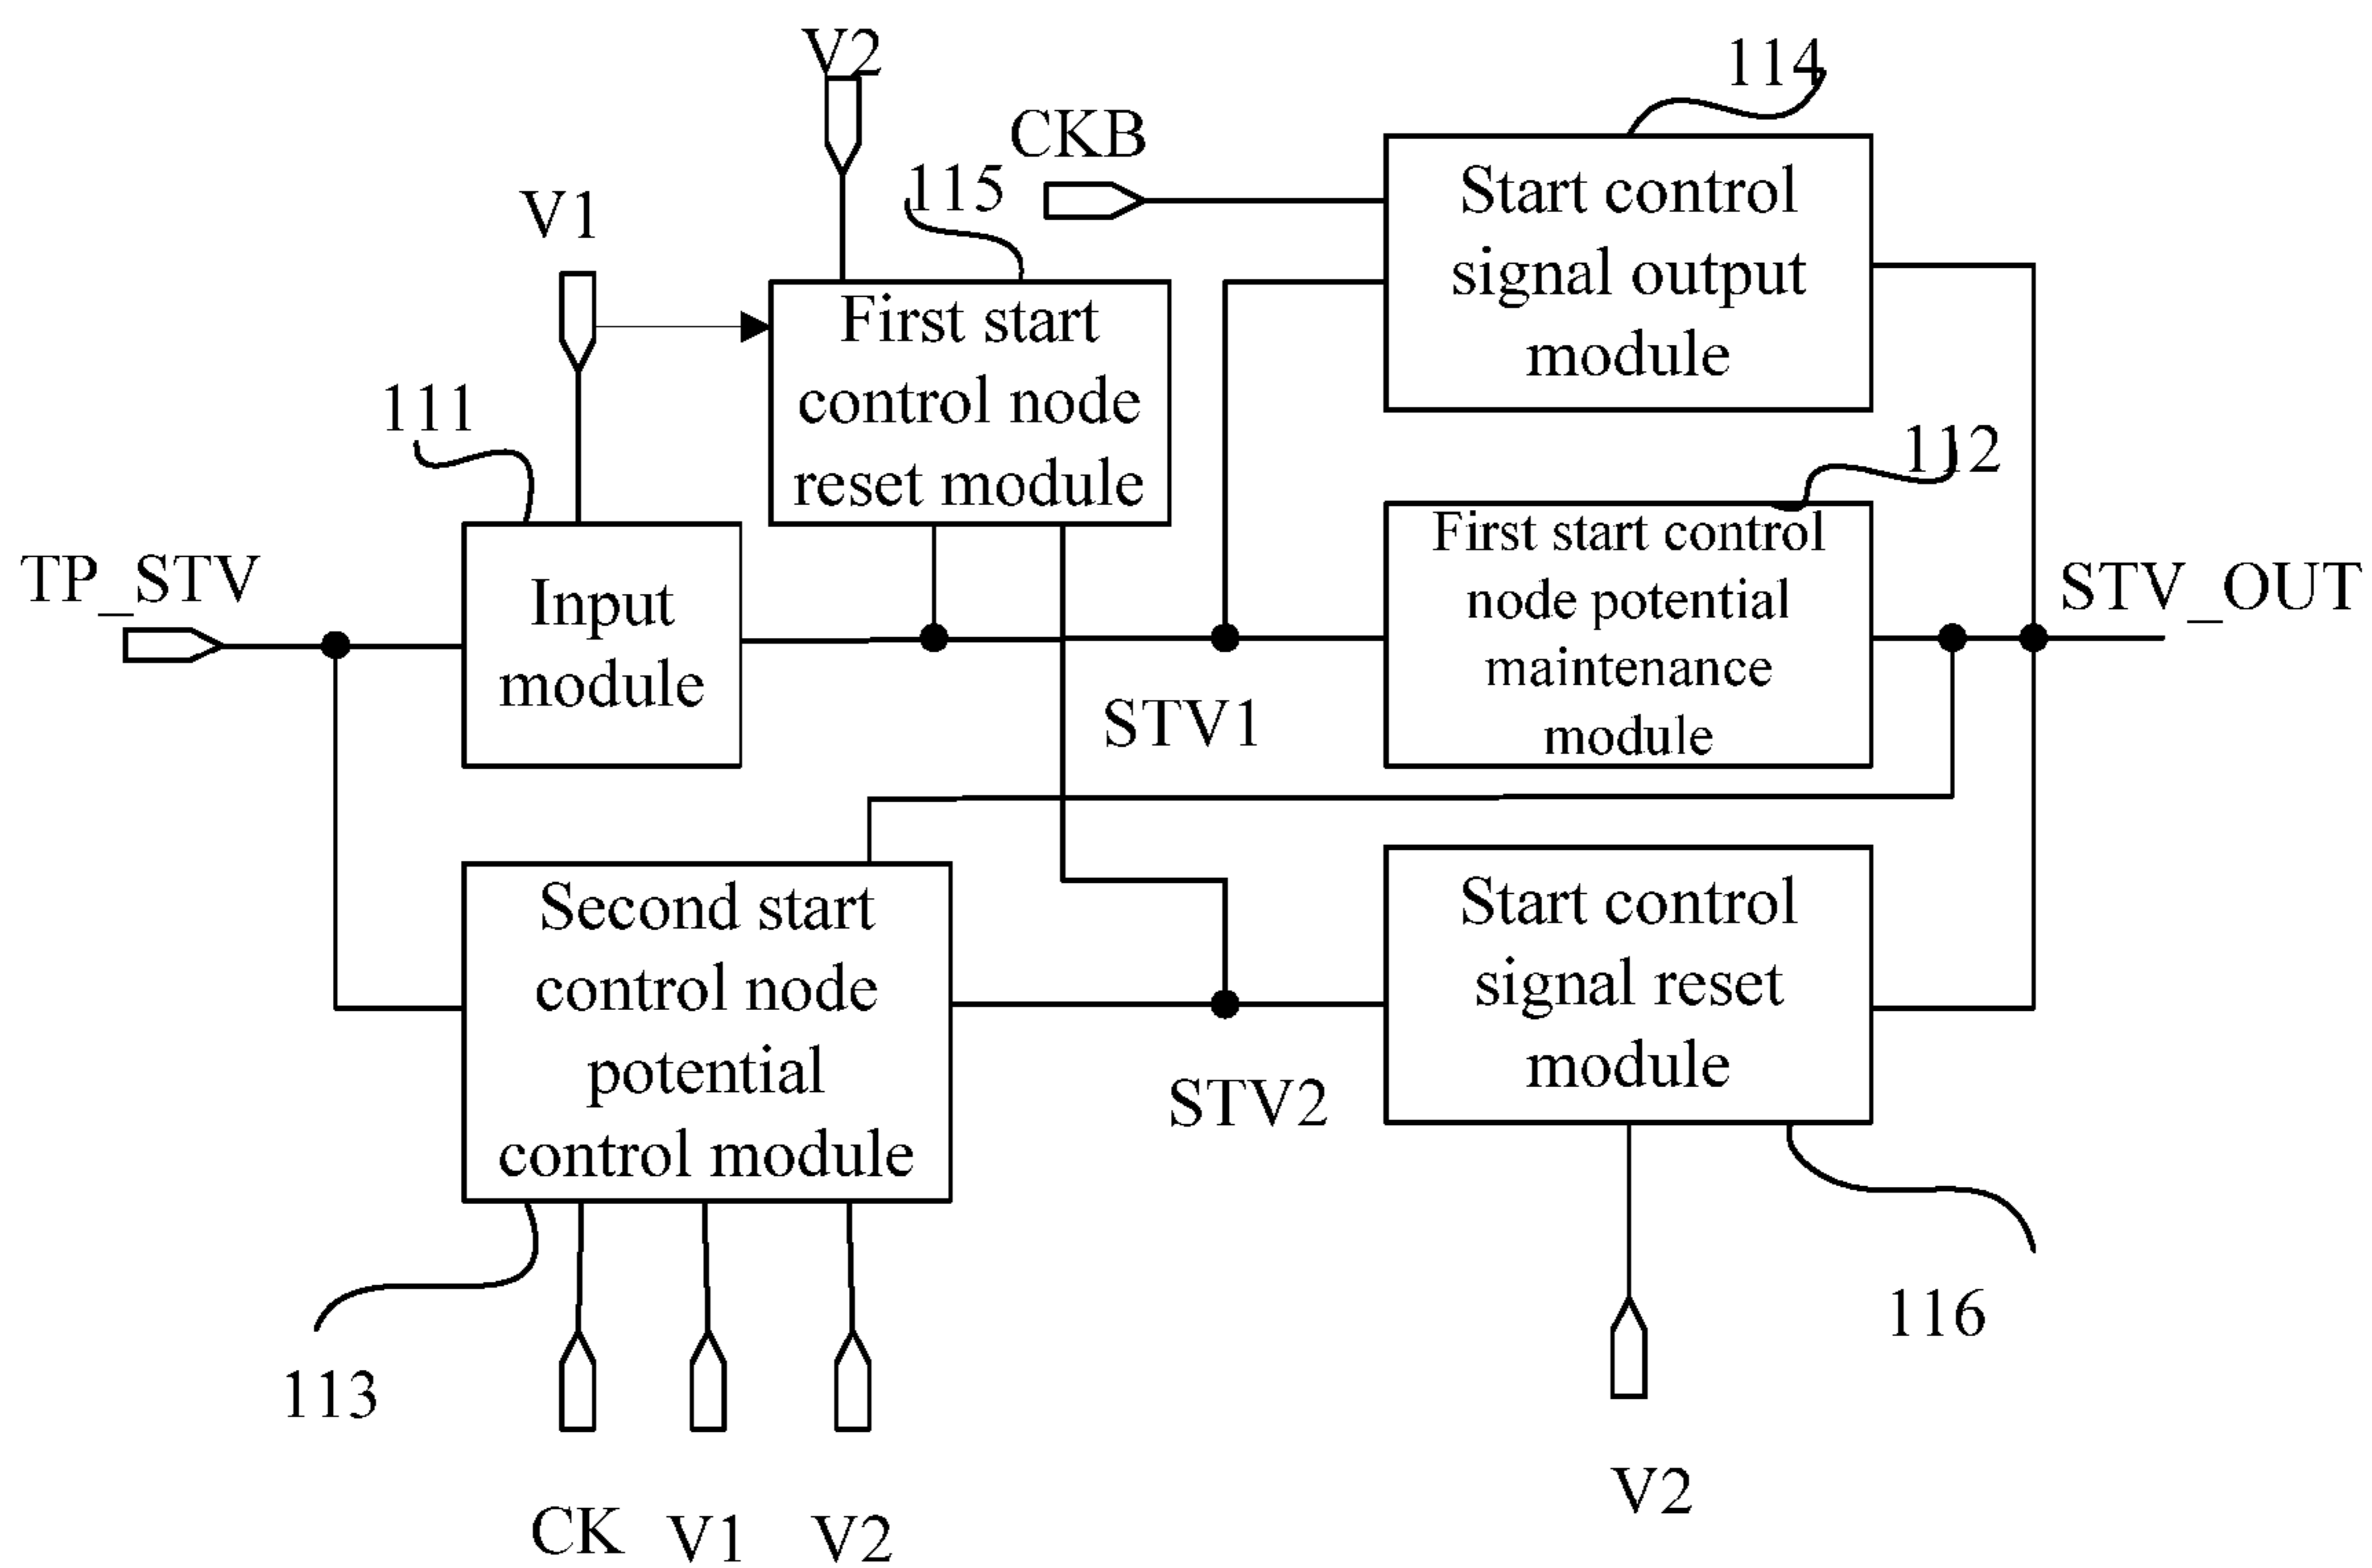 V2
114
CKB
115
V1
Start control
signal output
module
First start
control node
reset module
111
112
TP_STV
Input
module
First start control
node potential
maintenance
module
STV_OUT
STV1
Second start
control node
potential
control module
Start control
signal reset
module
STV2
113
116
CK
V1
V2
V2